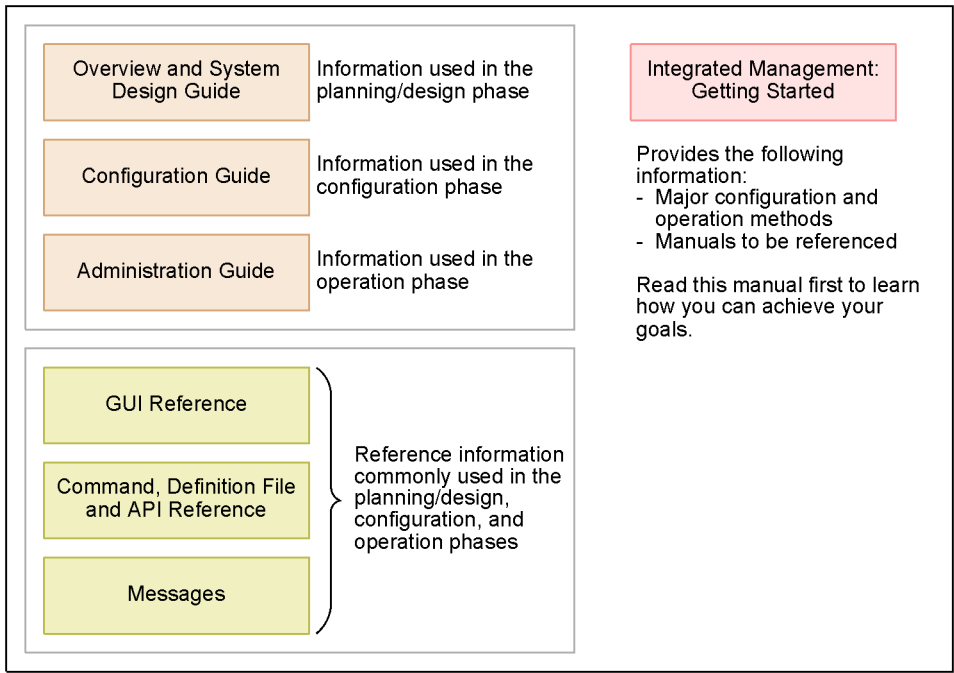 Overview and System
Design Guide
Information used in the
planning/design phase
Configuration Guide
Information used in the
configuration phase
Administration Guide
Information used in the
operation phase
GUI Reference
Command, Definition File
and API Reference
Messages
Reference information
commonly used in the
planning/design,
configuration, and
operation phases
Integrated Management:
Getting Started
Provides the following
information:
- Major configuration and
operation methods
- Manuals to be referenced
Read this manual first to learn
how you can achieve your
goals.